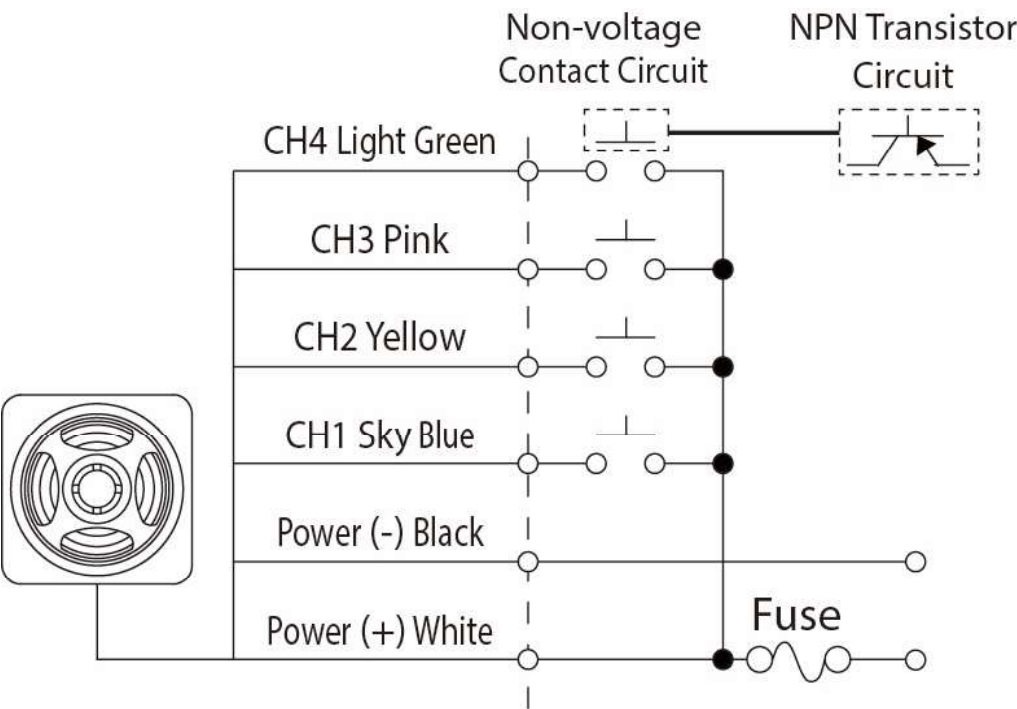 Non-voltage
Contact Circuit
NPN Transistor
Circuit
CH4 Light Green
CH3 Pink
CH2 Yellow
CH1 Sky Blue
Power (-) Black
Power (+) White
Fuse